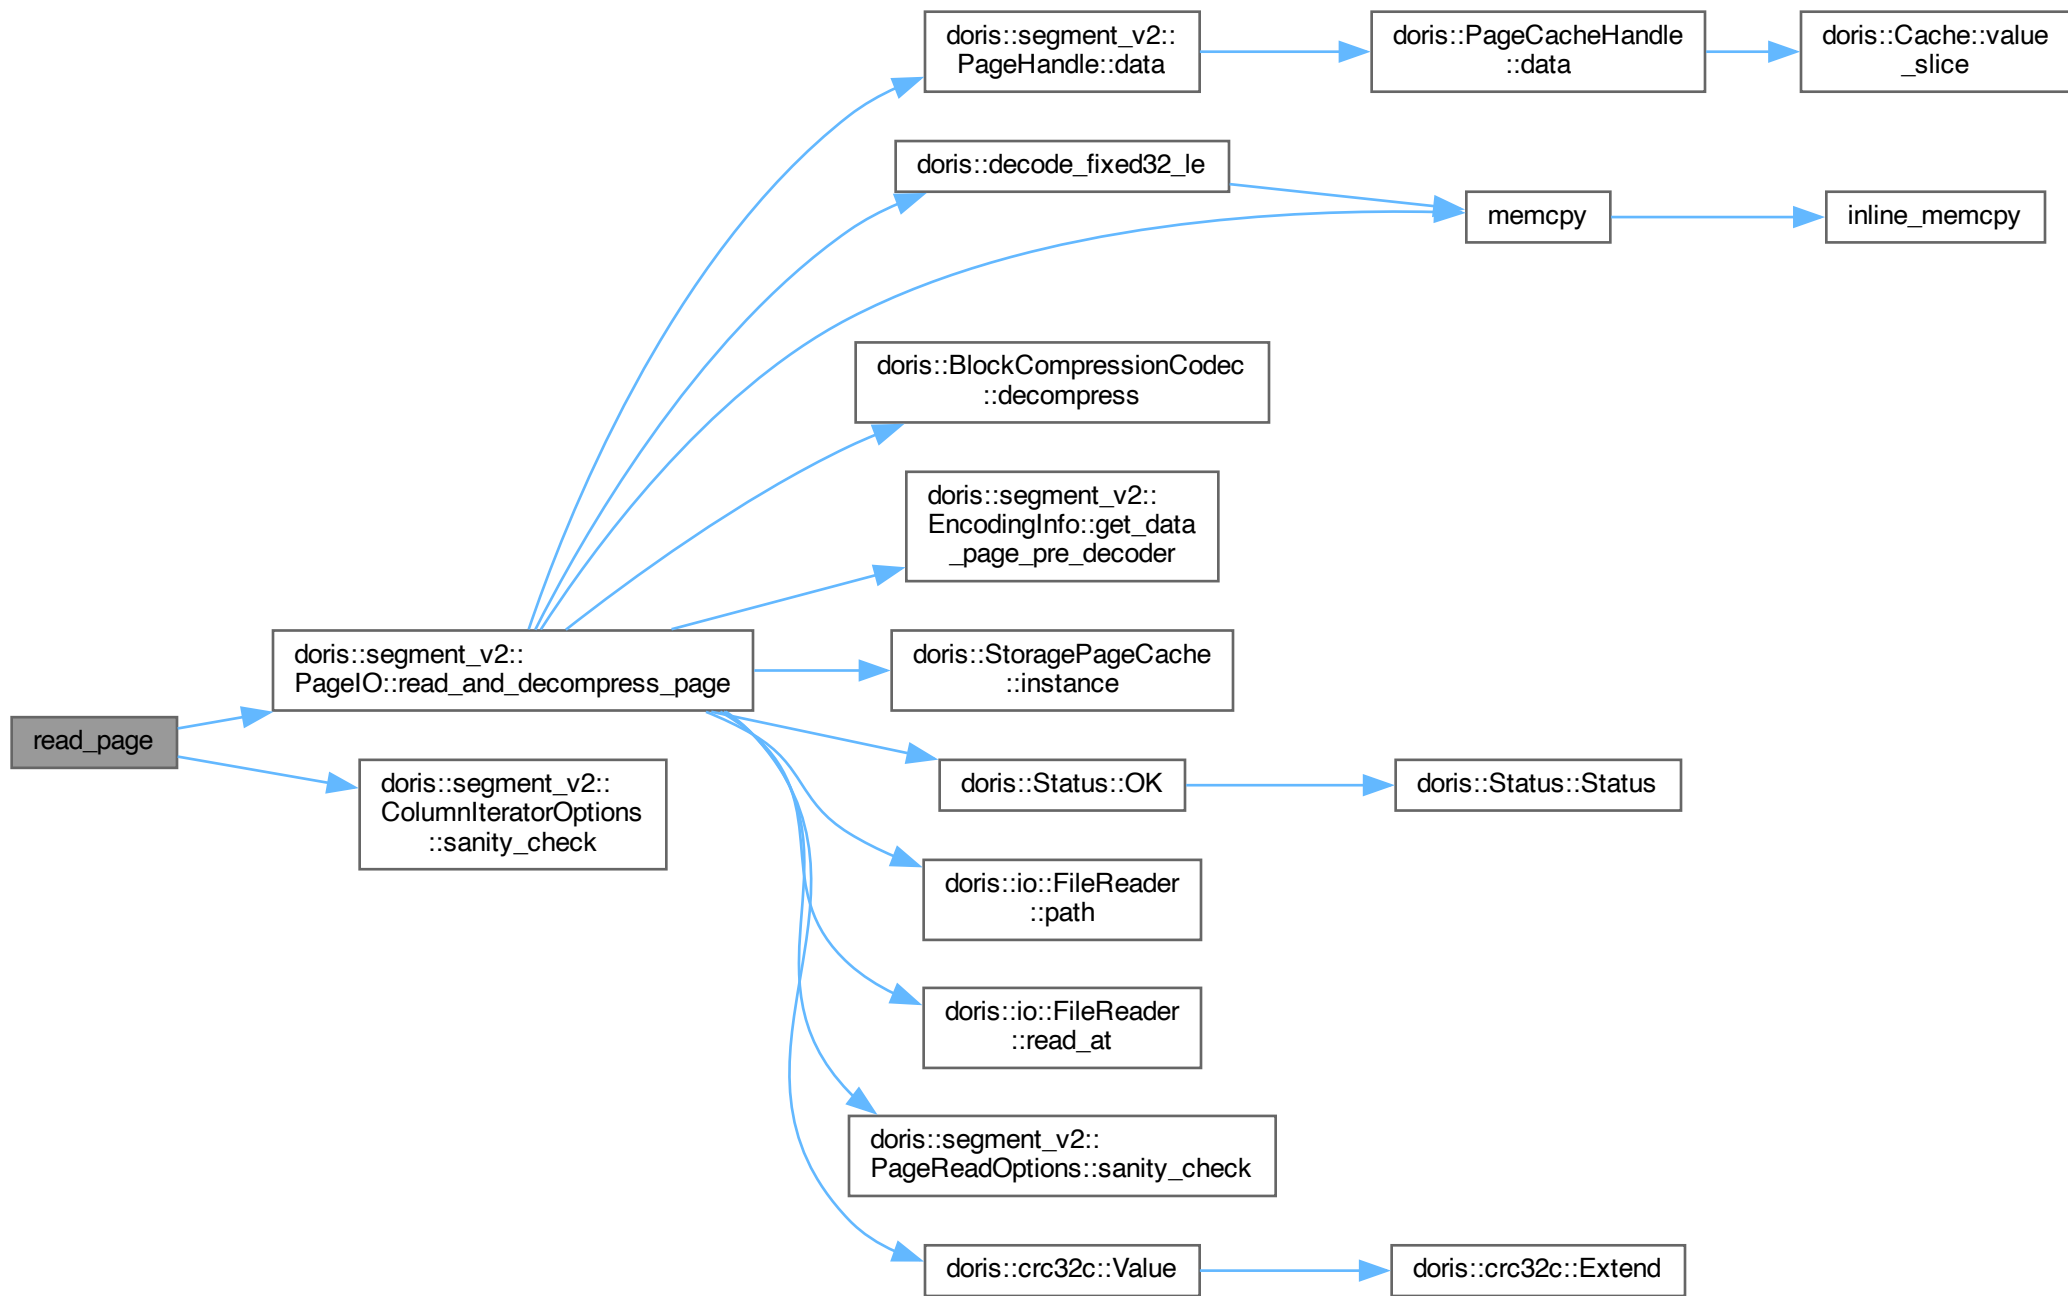 doris::segment_v2::
PageHandle::data
doris::PageCacheHandle
::data
doris::Cache::value
_slice
doris::decode_fixed32_le
memcpy
inline_memcpy
doris::BlockCompressionCodec
::decompress
doris::segment_v2::
EncodingInfo::get_data
_page_pre_decoder
doris::segment_v2::
PageIO::read_and_decompress_page
doris::StoragePageCache
::instance
read_page
doris::segment_v2::
ColumnIteratorOptions
::sanity_check
doris::Status::OK
doris::Status::Status
doris::io::FileReader
::path
doris::io::FileReader
::read_at
doris::segment_v2::
PageReadOptions::sanity_check
doris::crc32c::Value
doris::crc32c::Extend